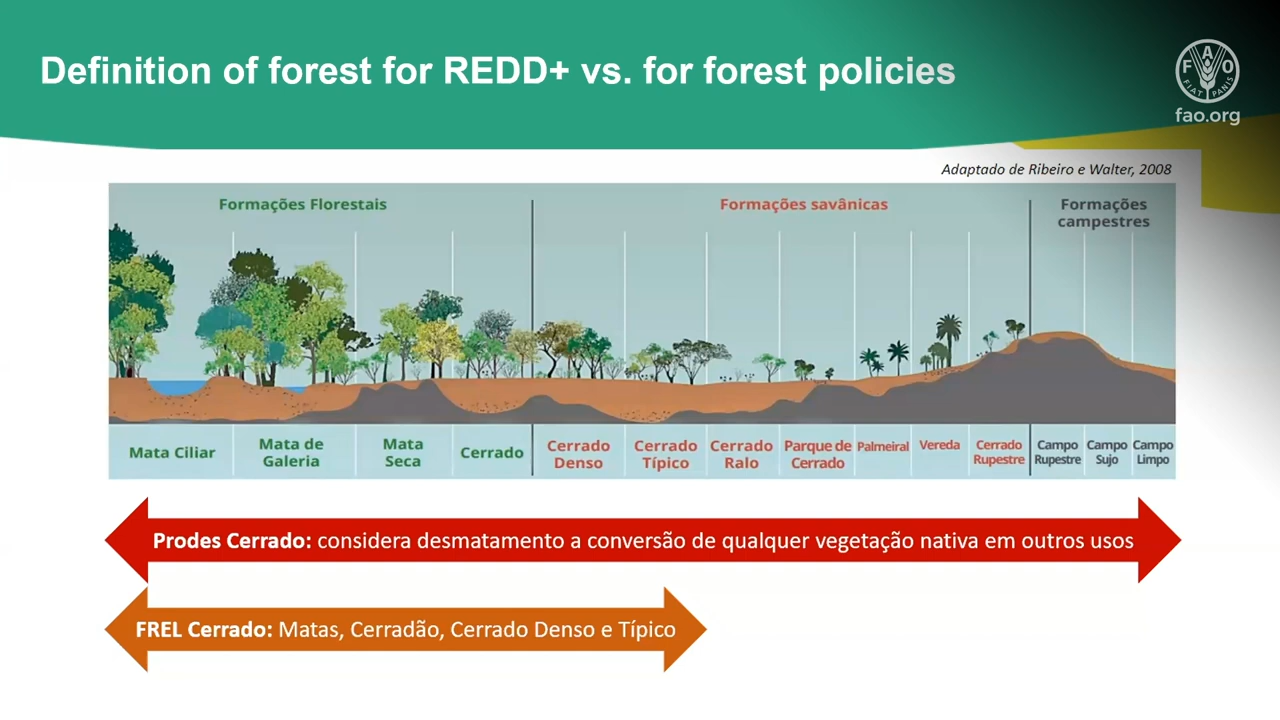 Definition of forest for REDD+ vs. for forest policies
F A O
FIAT PANIS
fao.org
Adaptado de Ribeiro e Walter, 2008
Formações Florestais
Formações savânicas
Formações
campestres
Mata Ciliar
Mata de
Galeria
Mata
Seca
Cerrado
Cerrado
Denso
Cerrado
Típico
Cerrado
Ralo
Parque de
Cerrado
Palmeiral
Vereda
Cerrado
Rupestre
Campo
Rupestre
Campo
Sujo
Campo
Limpo
Prodes Cerrado: considera desmatamento a conversão de qualquer vegetação nativa em outros usos
FREL Cerrado: Matas, Cerradão, Cerrado Denso e Típico